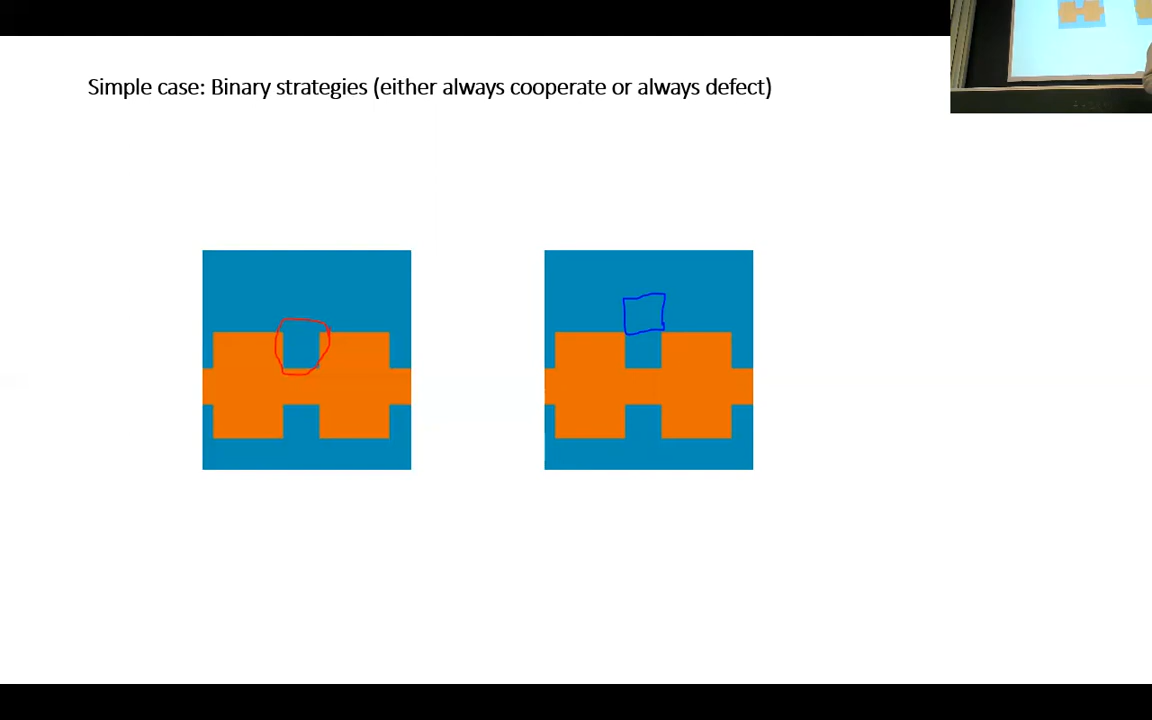 Simple case: Binary strategies (either always cooperate or always defect)